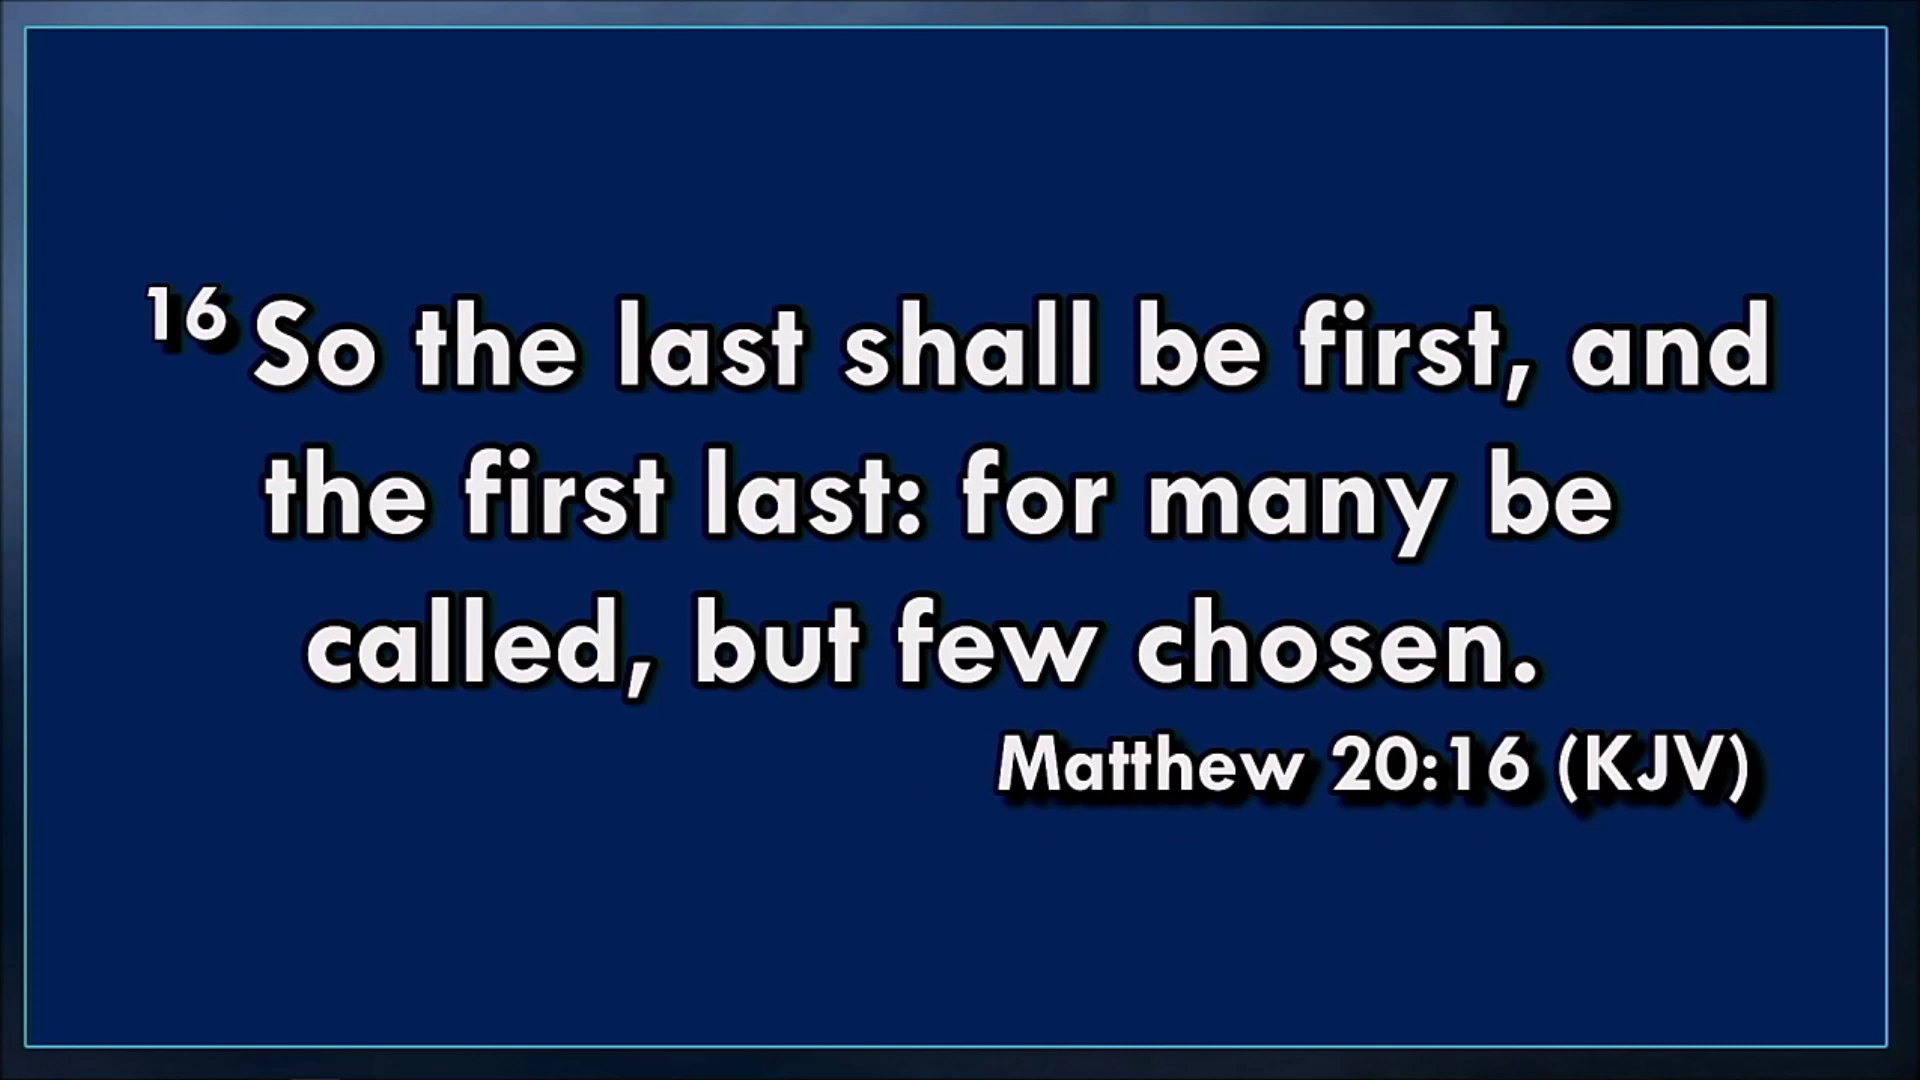 16 So the last shall be first, and
the first last: for many be
called, but few chosen.
Matthew 20:16 (KJV)